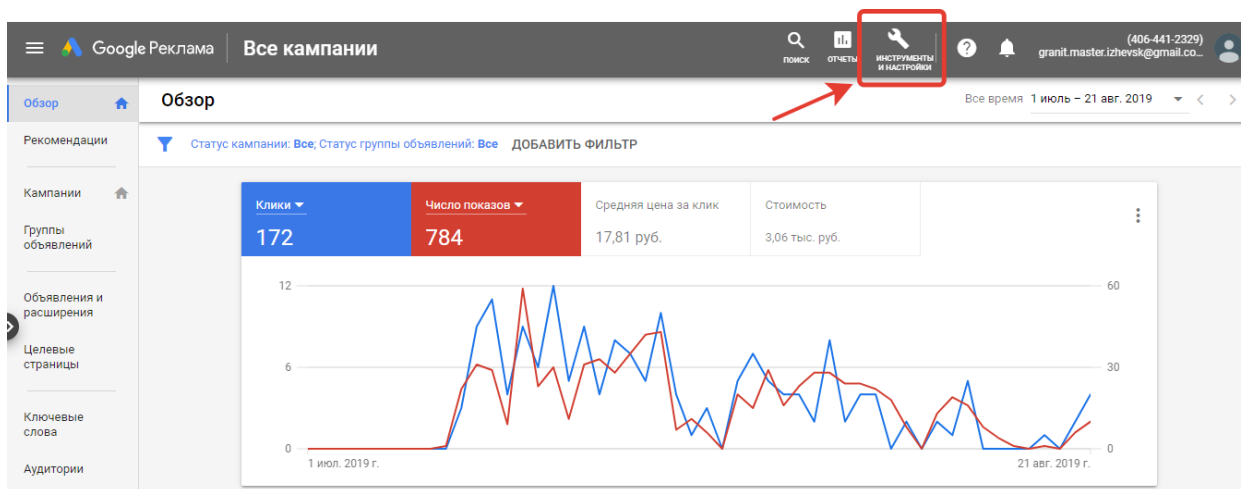 Google Реклама
Все кампании
ПОИСК
ОТЧЕТЫ
ИНСТРУМЕНТЫ
И НАСТРОЙКИ
(406-441-2329)
granit.master.izhevsk@gmail.co...
Обзор
Рекомендации
Кампании
Группы
объявлений
Объявления и
расширения
Целевые
страницы
Ключевые
слова
Аудитории
Обзор
Все время 1 июль – 21 авг. 2019
Статус кампании: Все; Статус группы объявлений: Все ДОБАВИТЬ ФИЛЬТР
Клики
172
Число показов
784
Средняя цена за клик
17,81 руб.
Стоимость
3,06 тыс. руб.
12
6
0
60
30
0
1 июл. 2019 г.
21 авг. 2019 г.